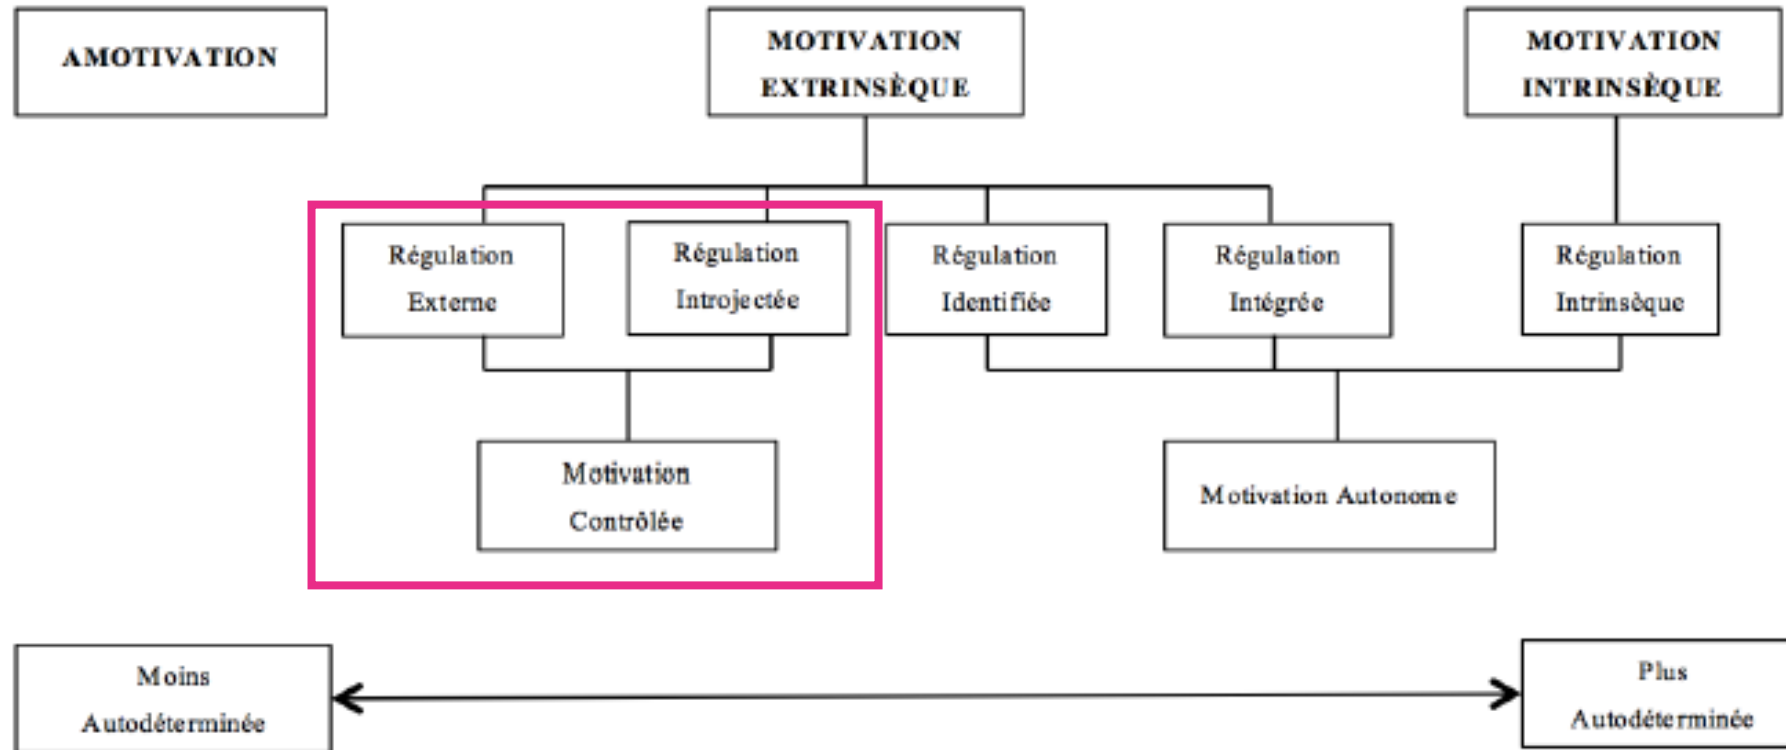 AMOTIVATION
MOTIVATION
EXTRINSÈQUE
MOTIVATION
INTRINSÈQUE
Régulation
Externe
Régulation
Introjectée
Régulation
Identifiée
Régulation
Intégrée
Régulation
Intrinsèque
Motivation
Contrôlée
Motivation Autonome
Moins
Autodéterminée
Plus
Autodéterminée